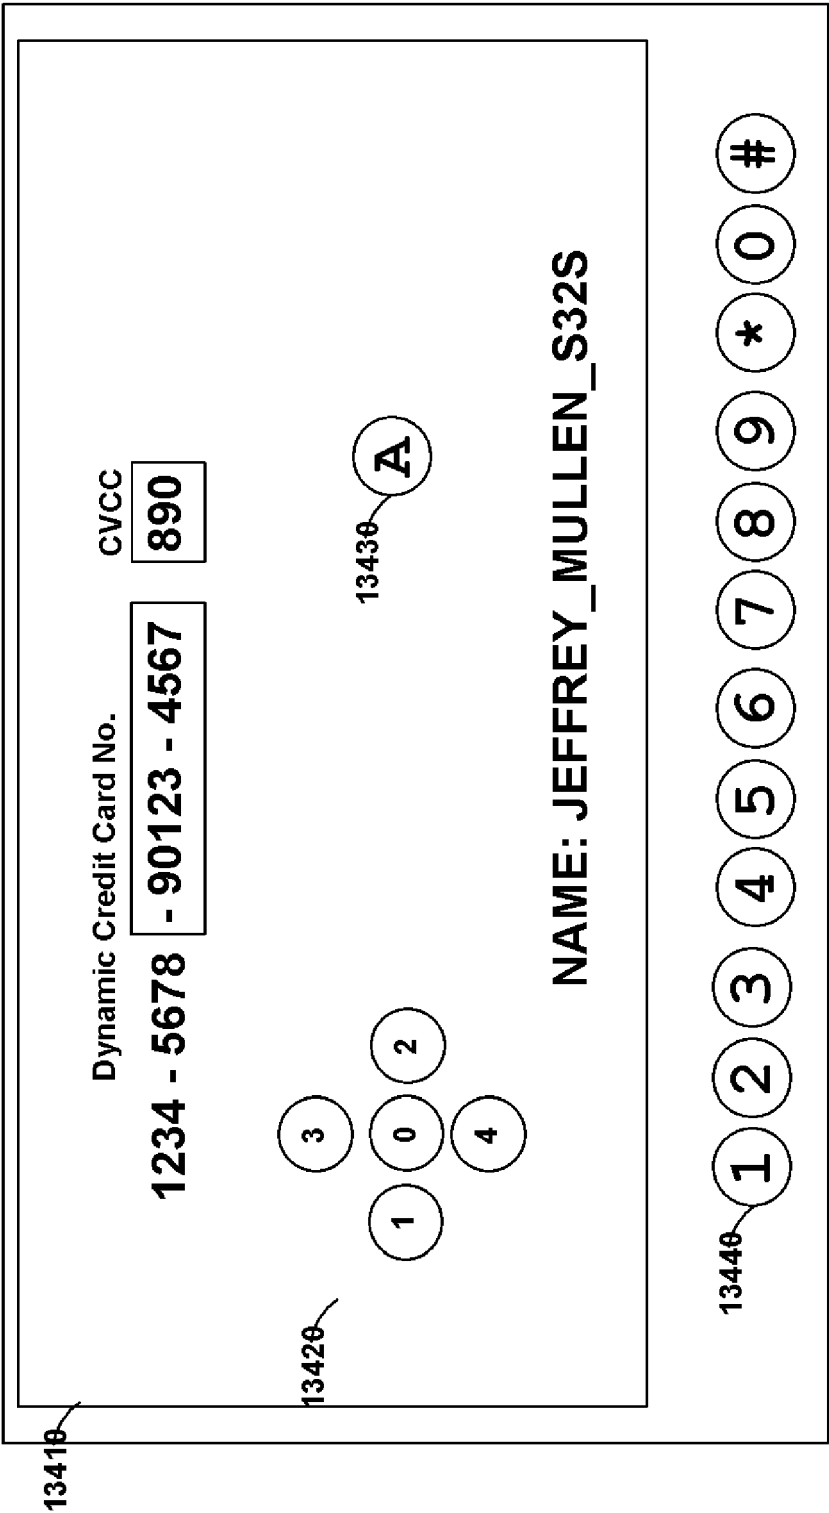 13410
Dynamic Credit Card No.
CVCC
1234 - 5678 - 90123 - 4567
890
13420
3
1 0 2
4
13430
A
NAME: JEFFREY_MULLEN_S32S
13440
1 2 3 4 5 6 7 8 9 * 0 #